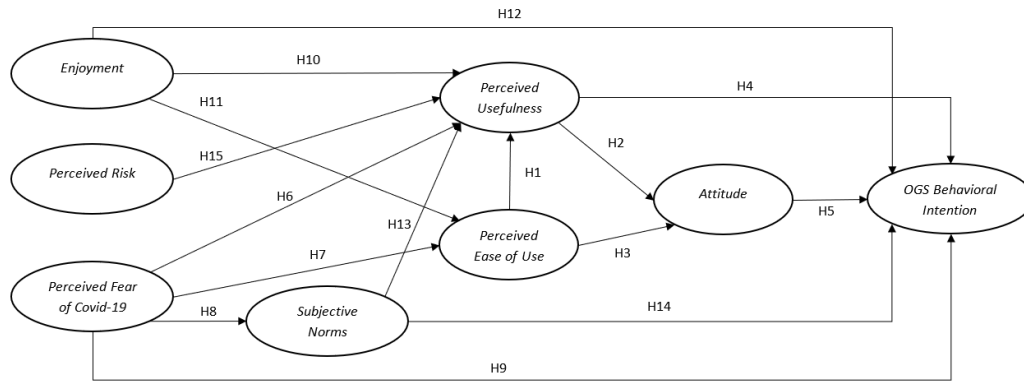 H12
Enjoyment
H10
Perceived
Usefulness
H4
H11
H15
H2
Perceived Risk
H1
Attitude
OGS Behavioral
Intention
H6
H5
H13
Perceived
Ease of Use
H7
H3
Perceived Fear
of Covid-19
H8
Subjective
Norms
H14
H9